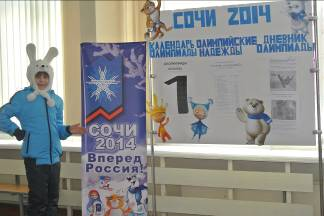 СОЧИ 2014
КАЛЕНДАРЬ ОЛИМПИЙСКИЕ ДНЕВНИК
ОЛИМПИАДЫ НАДЕЖДЫ ОЛИМПИАДЫ
1
СОЧИ
2014
Вперед
Россия!